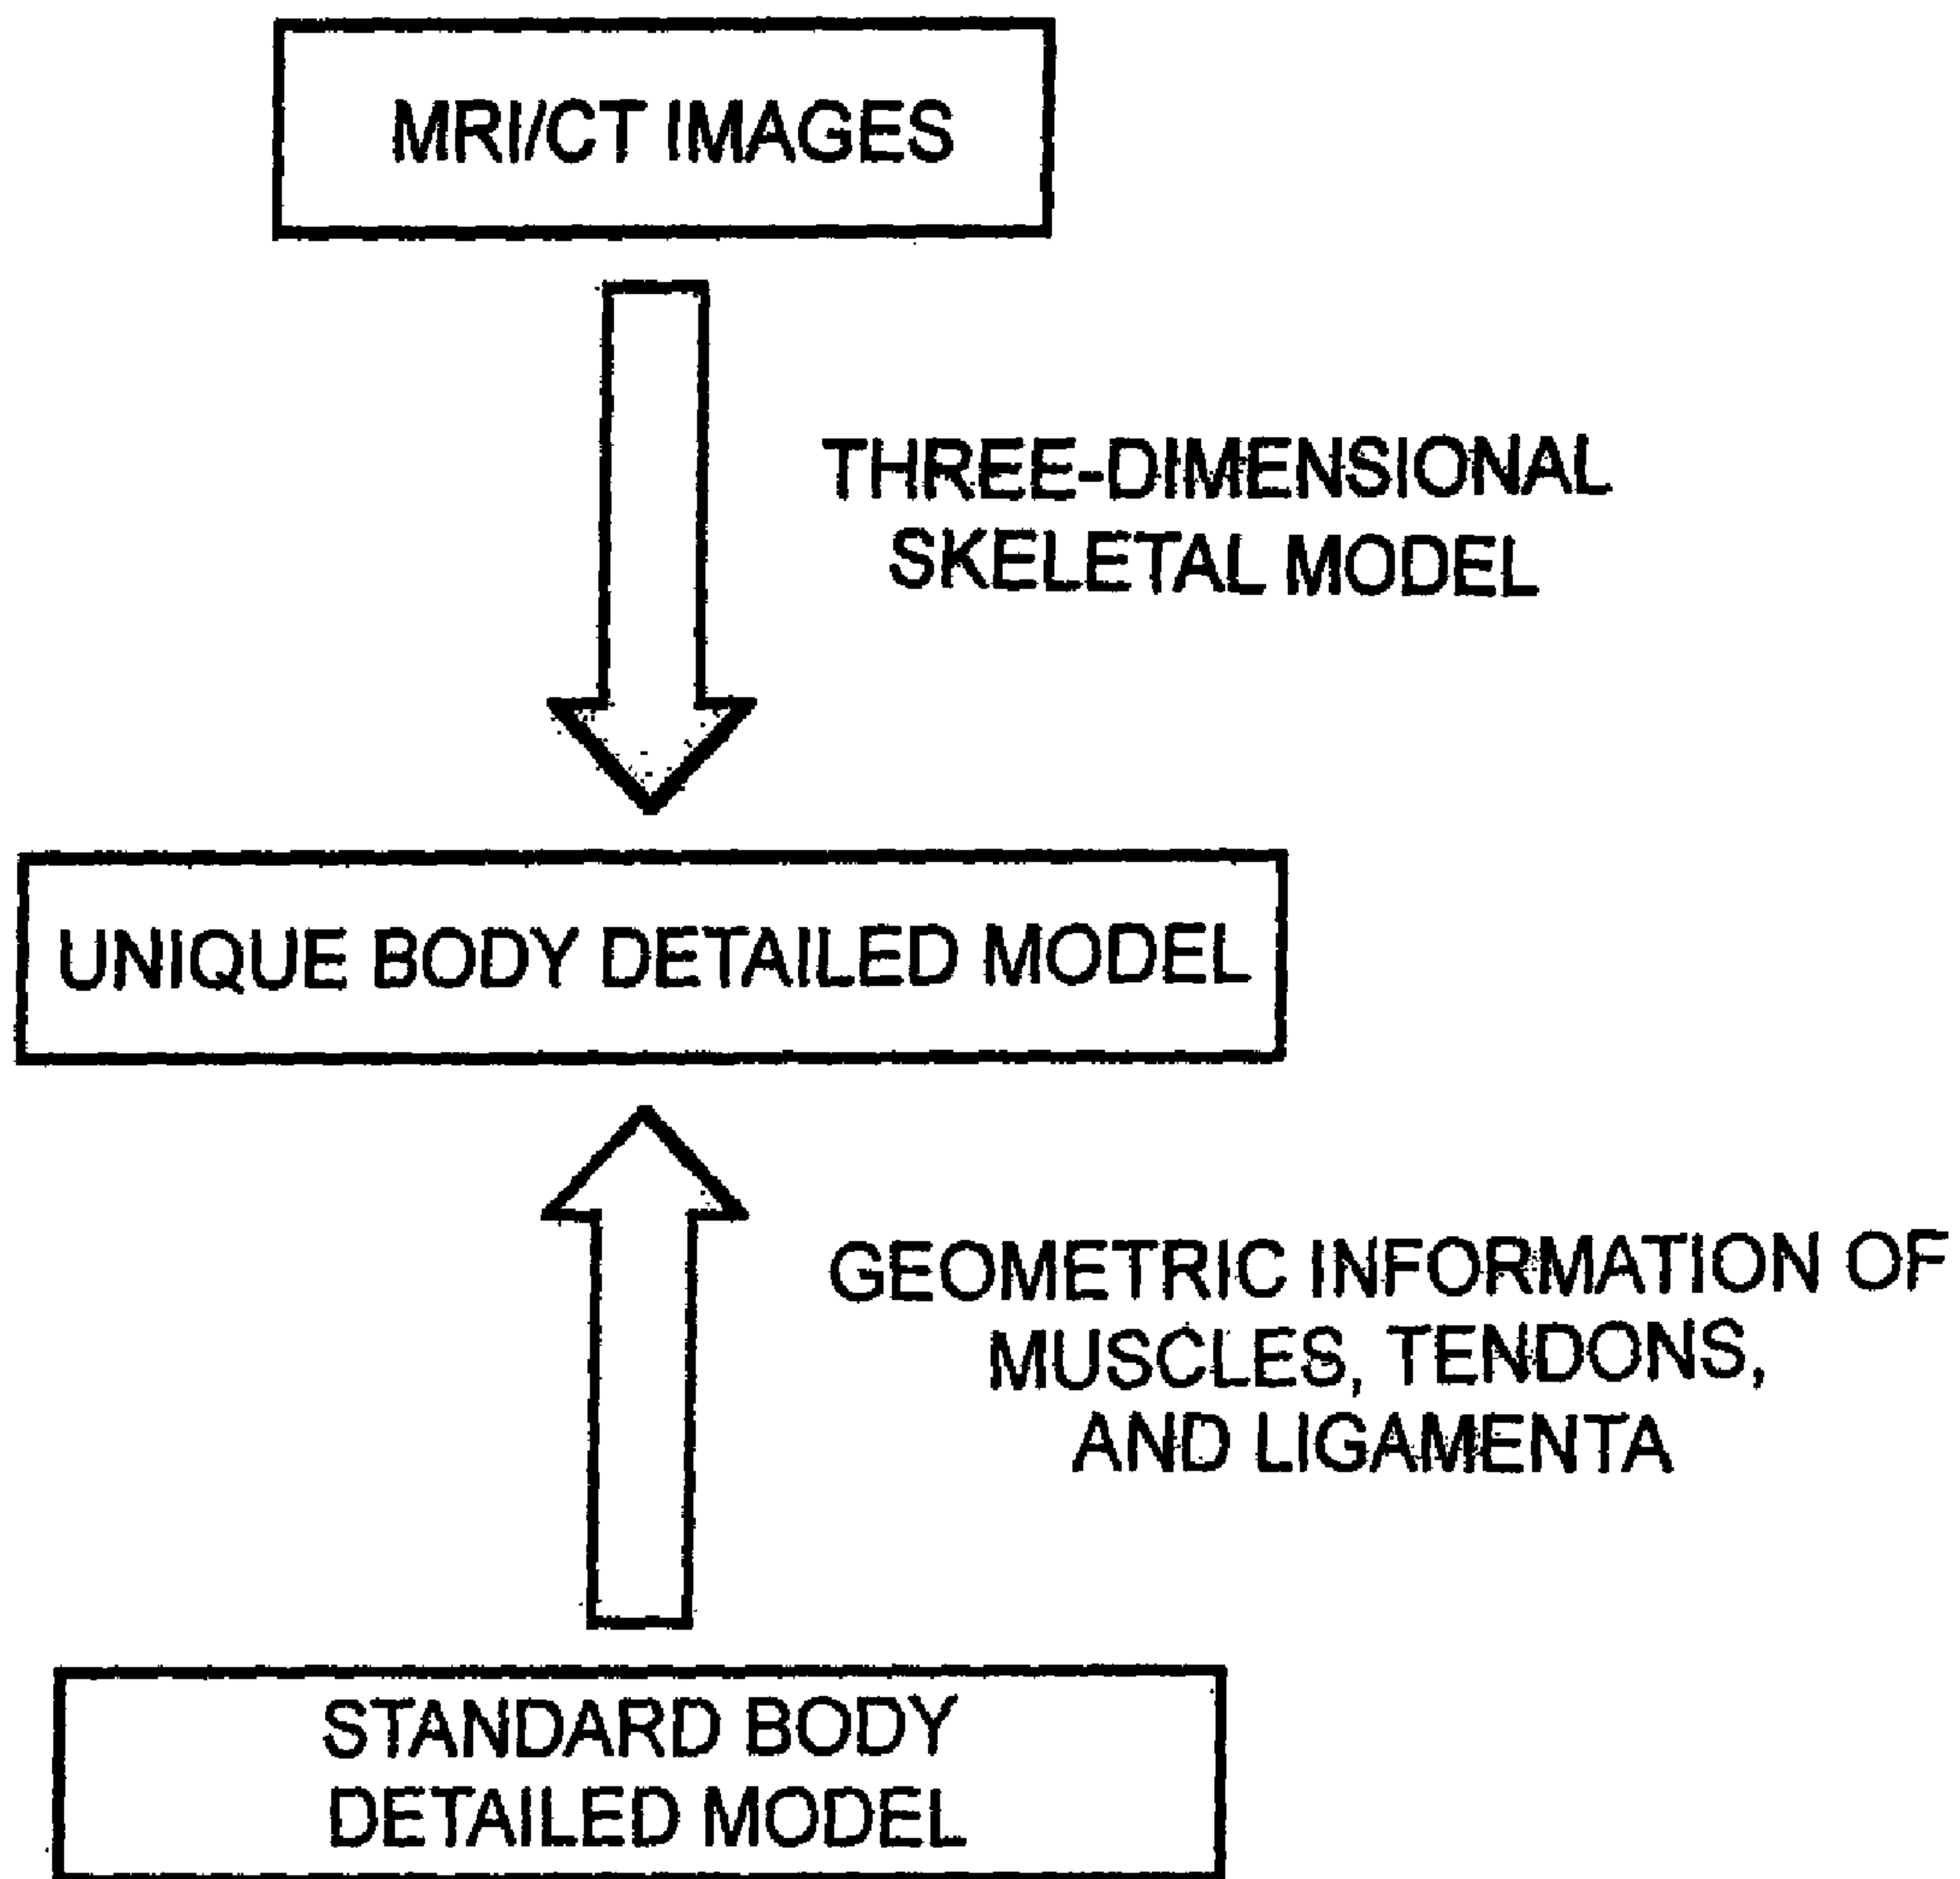 MRI/CT IMAGES
THREE-DIMENSIONAL
SKELETAL MODEL
UNIQUE BODY DETAILED MODEL
GEOMETRIC INFORMATION OF
MUSCLES, TENDONS,
AND LIGAMENTA
STANDARD BODY
DETAILED MODEL